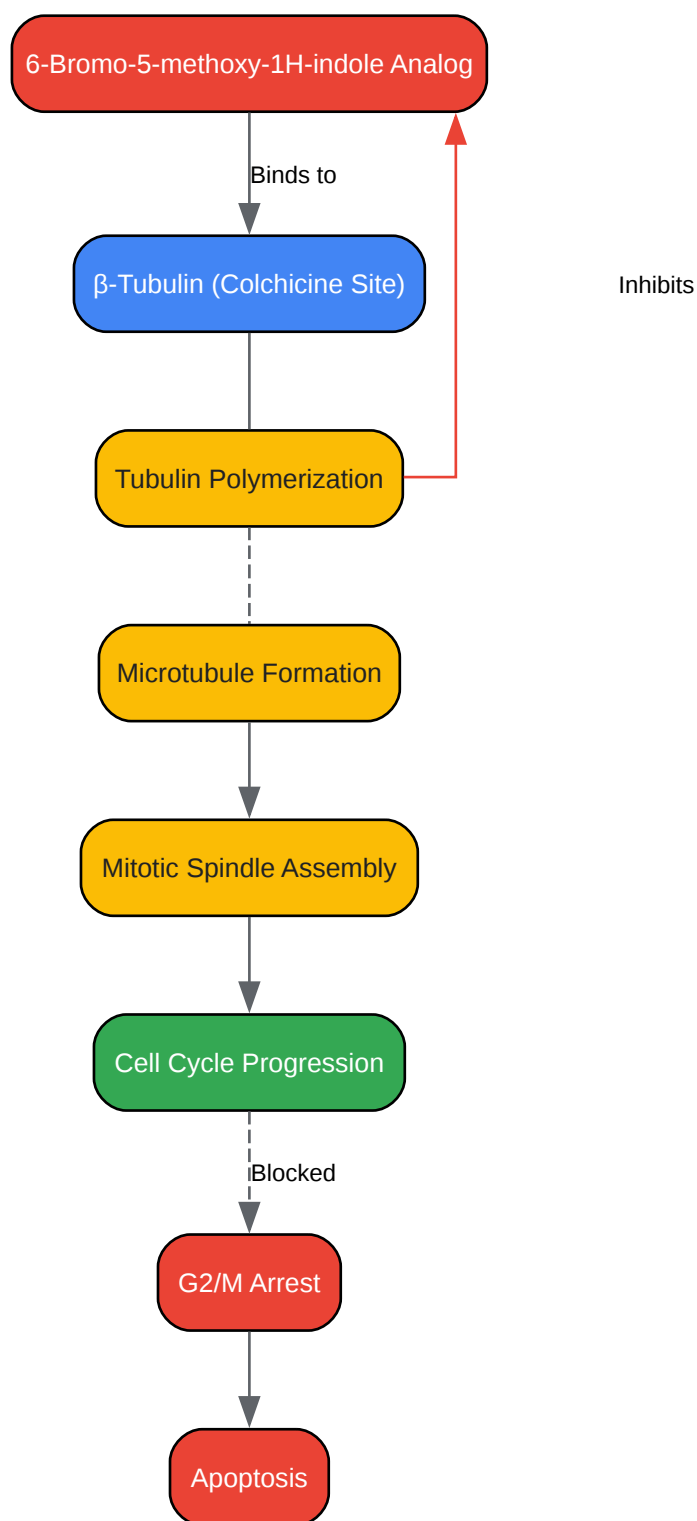 6-Bromo-5-methoxy-1H-indole Analog
Binds to
β-Tubulin (Colchicine Site)
Inhibits
Tubulin Polymerization
Microtubule Formation
Mitotic Spindle Assembly
Cell Cycle Progression
Blocked
G2/M Arrest
Apoptosis